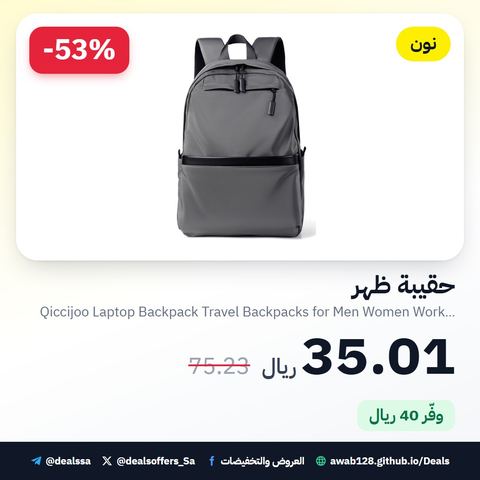 -53%
نون
حقيبة ظهر
Qiccijoo Laptop Backpack Travel Backpacks for Men Women Work...
35.01 ريال 75.23
وفّر 40 ريال
@dealssa @dealsoffers_Sa العروض والتخفيضات awab128.github.io/Deals